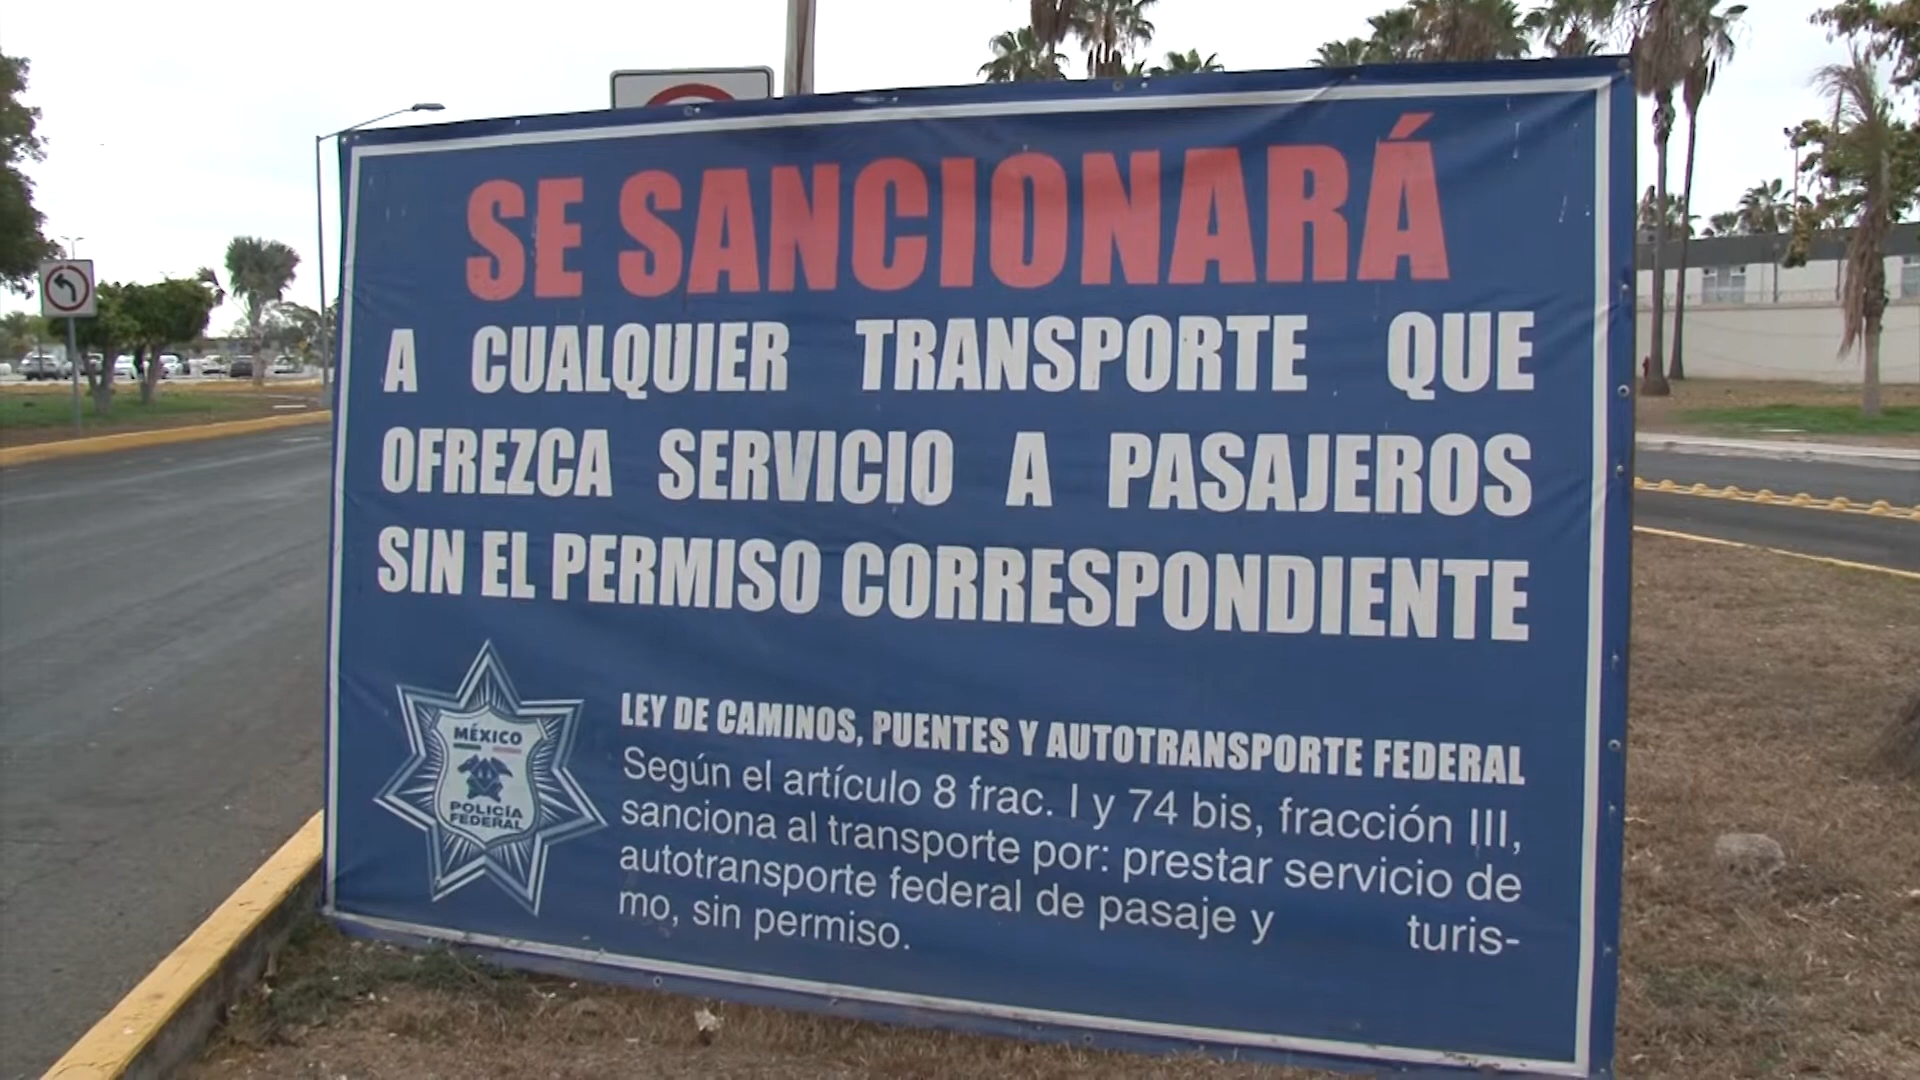 SE SANCIONARÁ
A CUALQUIER TRANSPORTE QUE
OFREZCA SERVICIO A PASAJEROS
SIN EL PERMISO CORRESPONDIENTE
MÉXICO
POLICÍA
FEDERAL
LEY DE CAMINOS, PUENTES Y AUTOTRANSPORTE FEDERAL
Según el artículo 8 frac. I y 74 bis, fracción III,
sanciona al transporte por: prestar servicio de
autotransporte federal de pasaje y turis-
mo, sin permiso.